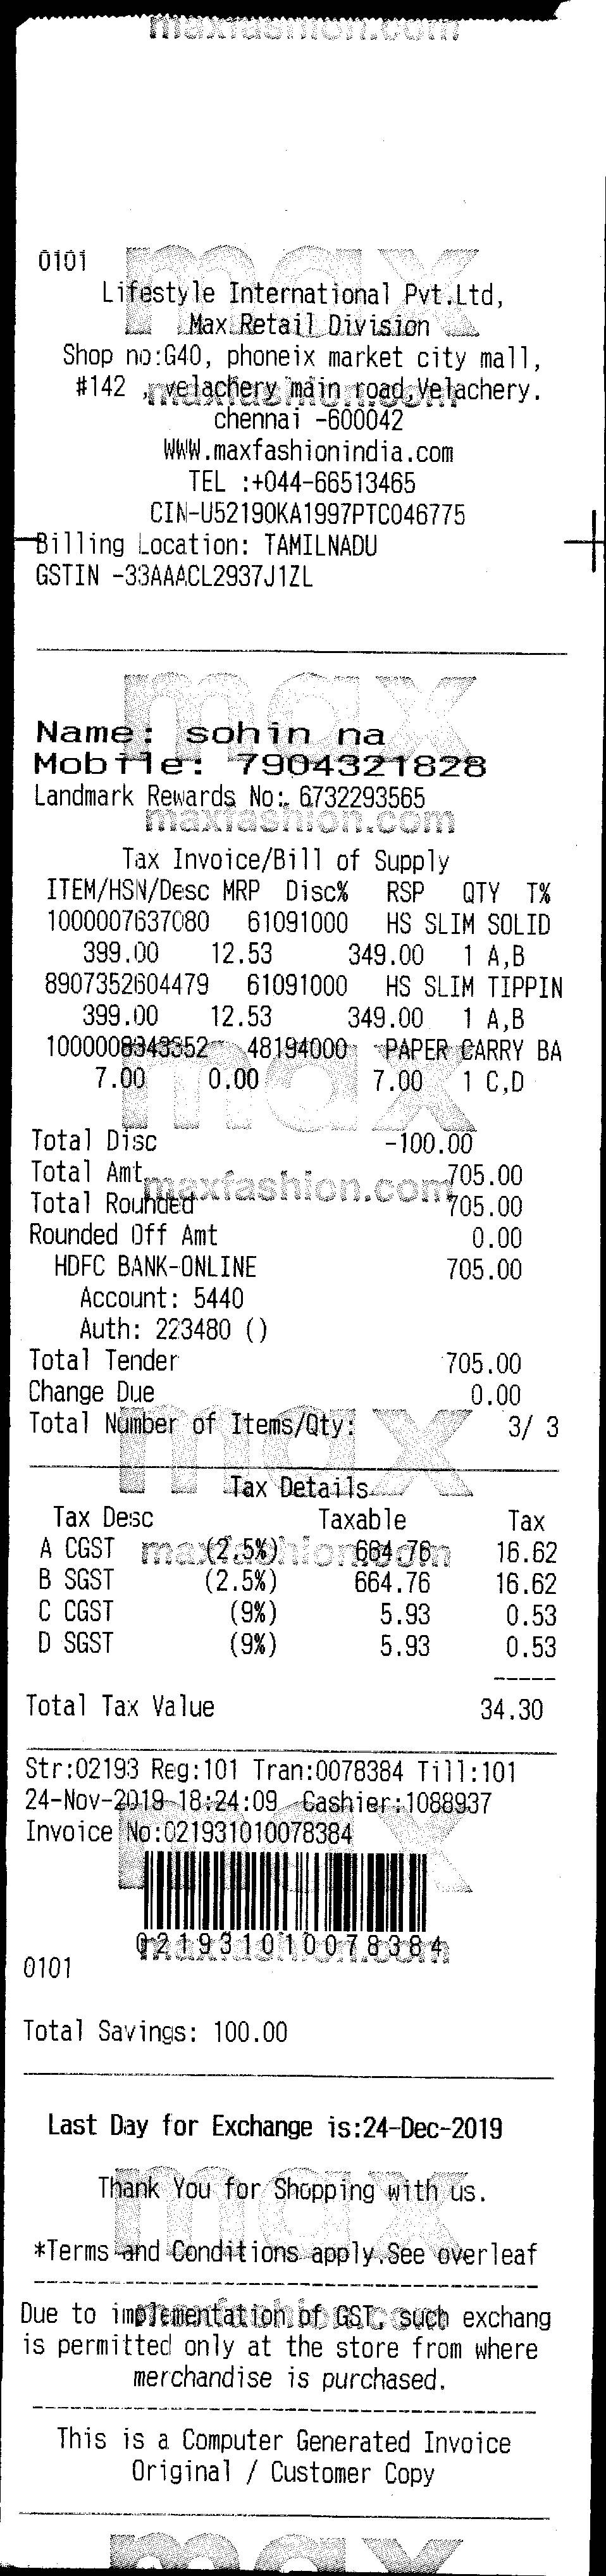 maxfashion.com
0101
max
Lifestyle International Pvt.Ltd,
Max Retail Division
Shop no:G40, phoneix market city mall,
#142 , velachery main road,Velachery.
chennai -600042
WWW.maxfashionindia.com
TEL :+044-66513465
CIN-U52190KA1997PTC046775
Billing Location: TAMILNADU
GSTIN -33AAACL2937J1ZL
max
Name: sohin na
Mobile: 7904321828
Landmark Rewards No:. 6732293565
maxfashion.com
Tax Invoice/Bill of Supply
ITEM/HSN/Desc MRP Disc% RSP QTY T%
1000007637080 61091000 HS SLIM SOLID
399.00 12.53 349.00 1 A,B
8907352604479 61091000 HS SLIM TIPPIN
399.00 12.53 349.00 1 A,B
1000008343352 48194000 PAPER CARRY BA
7.00 0.00 7.00 1 C,D
Total Disc -100.00
Total Amt 705.00
maxfashion.com
Total Rounded 705.00
Rounded Off Amt 0.00
HDFC BANK-ONLINE 705.00
Account: 5440
Auth: 223480 ()
Total Tender 705.00
Change Due 0.00
Total Number of Items/Qty: 3/ 3
max
Tax Details
Tax Desc Taxable Tax
A CGST (2.5%) 664.76 16.62
B SGST (2.5%) 664.76 16.62
C CGST (9%) 5.93 0.53
D SGST (9%) 5.93 0.53
-----
Total Tax Value 34.30
Str:02193 Reg:101 Tran:0078384 Till:101
24-Nov-2019 18:24:09 Cashier:1088937
Invoice No:021931010078384
021931010078384
0101
Total Savings: 100.00
Last Day for Exchange is:24-Dec-2019
max
Thank You for Shopping with us.
*Terms and Conditions apply.See overleaf
Due to implementation of GST, such exchang
is permitted only at the store from where
merchandise is purchased.
This is a Computer Generated Invoice
Original / Customer Copy
max